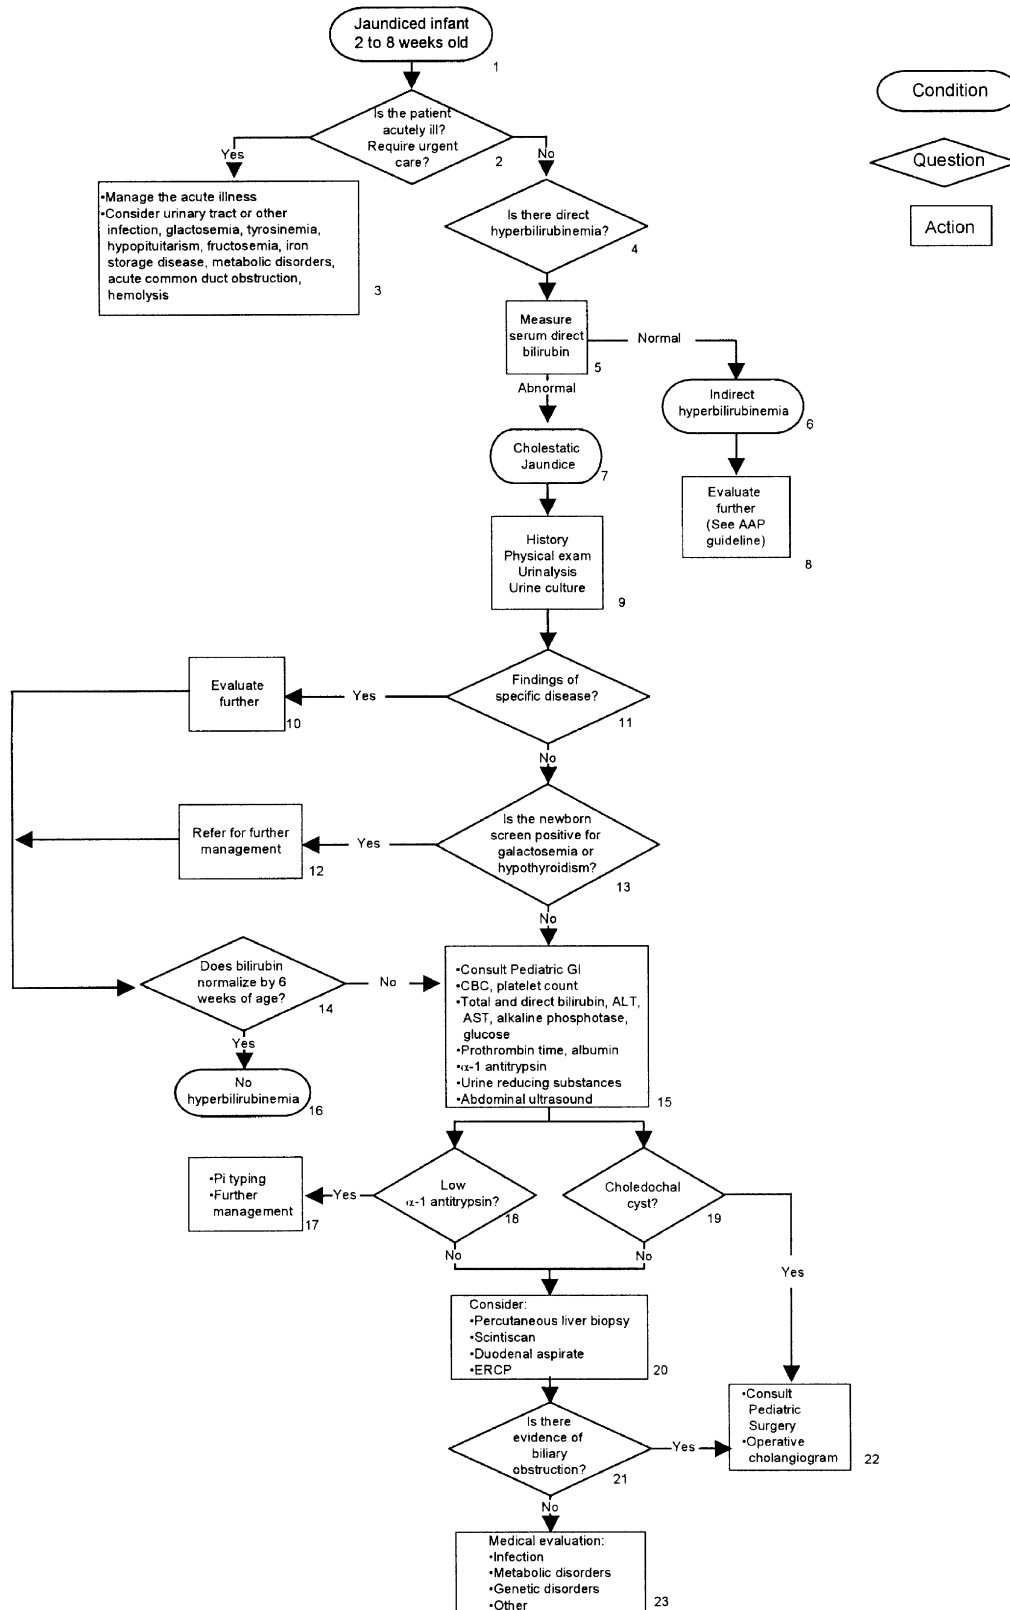 Jaundiced infant
2 to 8 weeks old
1
Condition
Is the patient
acutely ill?
Require urgent
care?
2
Yes
No
Question
•Manage the acute illness
•Consider urinary tract or other
infection, glactosemia, tyrosinemia,
hypopituitarism, fructosemia, iron
storage disease, metabolic disorders,
acute common duct obstruction,
hemolysis
3
Is there direct
hyperbilirubinemia?
4
Action
Measure
serum direct
bilirubin
5
Normal
Abnormal
Indirect
hyperbilirubinemia
6
Cholestatic
Jaundice
7
Evaluate
further
(See AAP
guideline)
8
History
Physical exam
Urinalysis
Urine culture
9
Evaluate
further
10
Yes
Findings of
specific disease?
11
No
Refer for further
management
12
Yes
Is the newborn
screen positive for
galactosemia or
hypothyroidism?
13
No
Does bilirubin
normalize by 6
weeks of age?
14
No
Yes
No
hyperbilirubinemia
16
•Consult Pediatric GI
•CBC, platelet count
•Total and direct bilirubin, ALT,
AST, alkaline phosphotase,
glucose
•Prothrombin time, albumin
•α-1 antitrypsin
•Urine reducing substances
•Abdominal ultrasound
15
•Pi typing
•Further
management
17
Yes
Low
α-1 antitrypsin?
18
Choledochal
cyst?
19
No
No
Yes
Consider:
•Percutaneous liver biopsy
•Scintiscan
•Duodenal aspirate
•ERCP
20
Is there
evidence of
biliary
obstruction?
21
Yes
•Consult
Pediatric
Surgery
•Operative
cholangiogram
22
No
Medical evaluation:
•Infection
•Metabolic disorders
•Genetic disorders
•Other
23